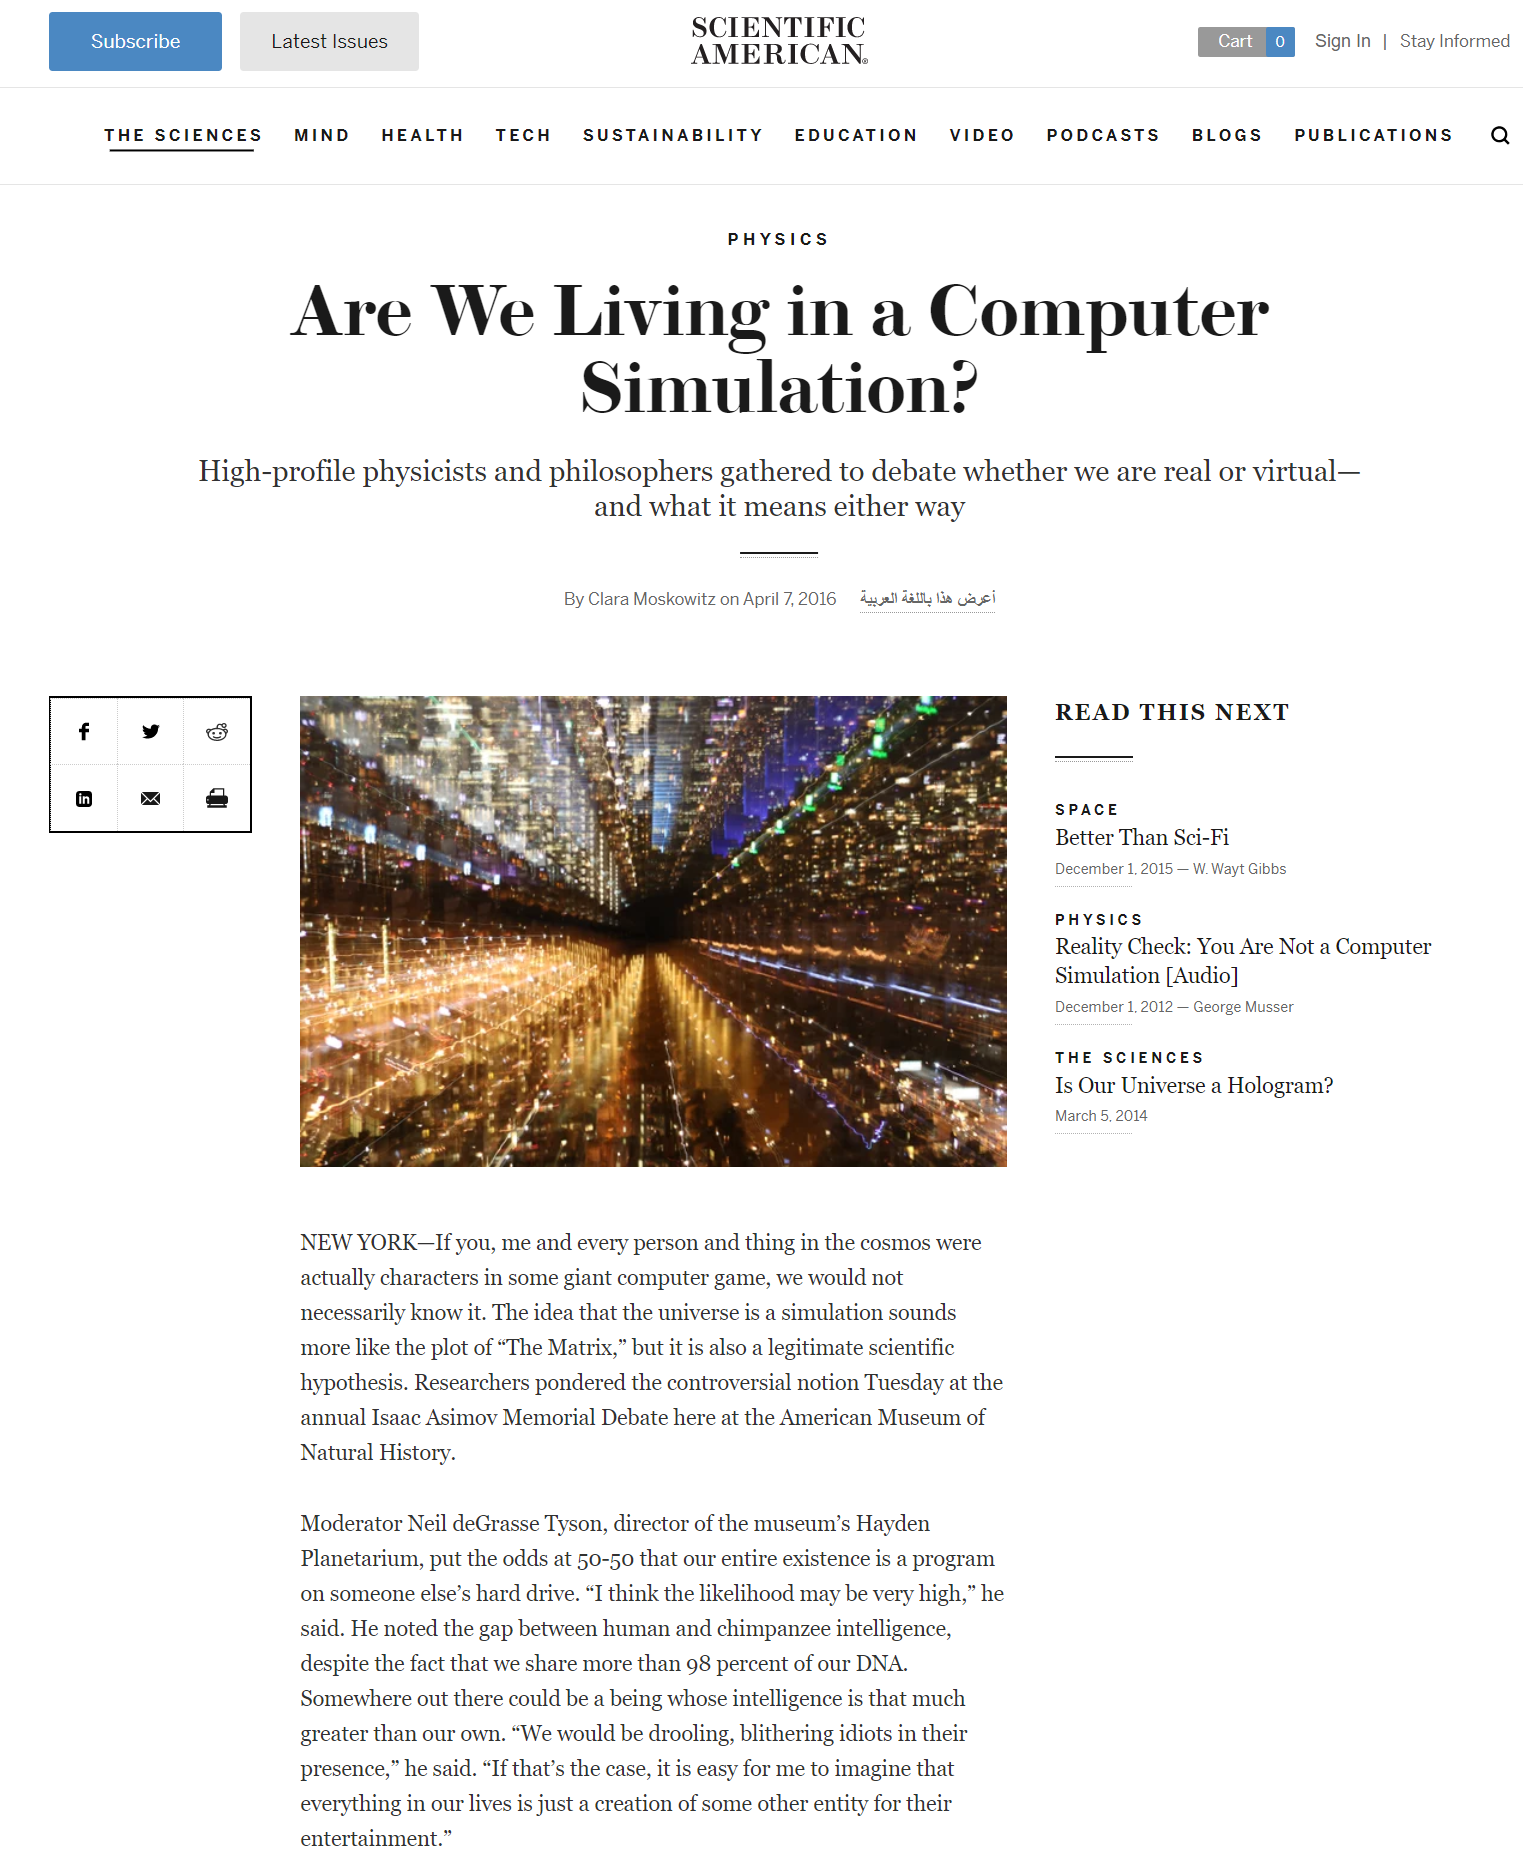 Subscribe
Latest Issues
SCIENTIFIC
AMERICAN®
Cart 0
Sign In | Stay Informed
THE SCIENCES MIND HEALTH TECH SUSTAINABILITY EDUCATION VIDEO PODCASTS BLOGS PUBLICATIONS
PHYSICS
Are We Living in a Computer
Simulation?
High-profile physicists and philosophers gathered to debate whether we are real or virtual—
and what it means either way
By Clara Moskowitz on April 7, 2016 أعرض هذا باللغة العربية
READ THIS NEXT
SPACE
Better Than Sci-Fi
December 1, 2015 — W. Wayt Gibbs
PHYSICS
Reality Check: You Are Not a Computer
Simulation [Audio]
December 1, 2012 — George Musser
THE SCIENCES
Is Our Universe a Hologram?
March 5, 2014
NEW YORK—If you, me and every person and thing in the cosmos were
actually characters in some giant computer game, we would not
necessarily know it. The idea that the universe is a simulation sounds
more like the plot of “The Matrix,” but it is also a legitimate scientific
hypothesis. Researchers pondered the controversial notion Tuesday at the
annual Isaac Asimov Memorial Debate here at the American Museum of
Natural History.
Moderator Neil deGrasse Tyson, director of the museum’s Hayden
Planetarium, put the odds at 50-50 that our entire existence is a program
on someone else’s hard drive. “I think the likelihood may be very high,” he
said. He noted the gap between human and chimpanzee intelligence,
despite the fact that we share more than 98 percent of our DNA.
Somewhere out there could be a being whose intelligence is that much
greater than our own. “We would be drooling, blithering idiots in their
presence,” he said. “If that’s the case, it is easy for me to imagine that
everything in our lives is just a creation of some other entity for their
entertainment.”